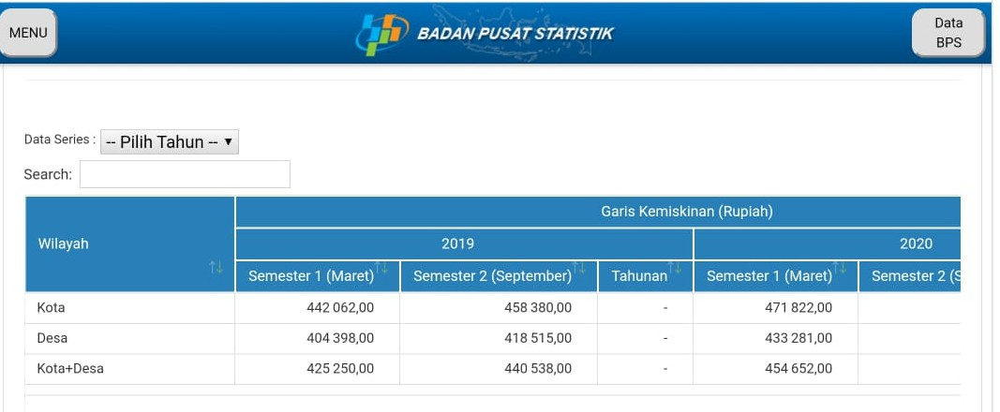 MENU
BADAN PUSAT STATISTIK
Data
BPS
Data Series : -- Pilih Tahun --
Search:
Wilayah
Garis Kemiskinan (Rupiah)
2019 2020
Semester 1 (Maret) Semester 2 (September) Tahunan Semester 1 (Maret) Semester 2 (S
Kota 442 062,00 458 380,00 - 471 822,00
Desa 404 398,00 418 515,00 - 433 281,00
Kota+Desa 425 250,00 440 538,00 - 454 652,00